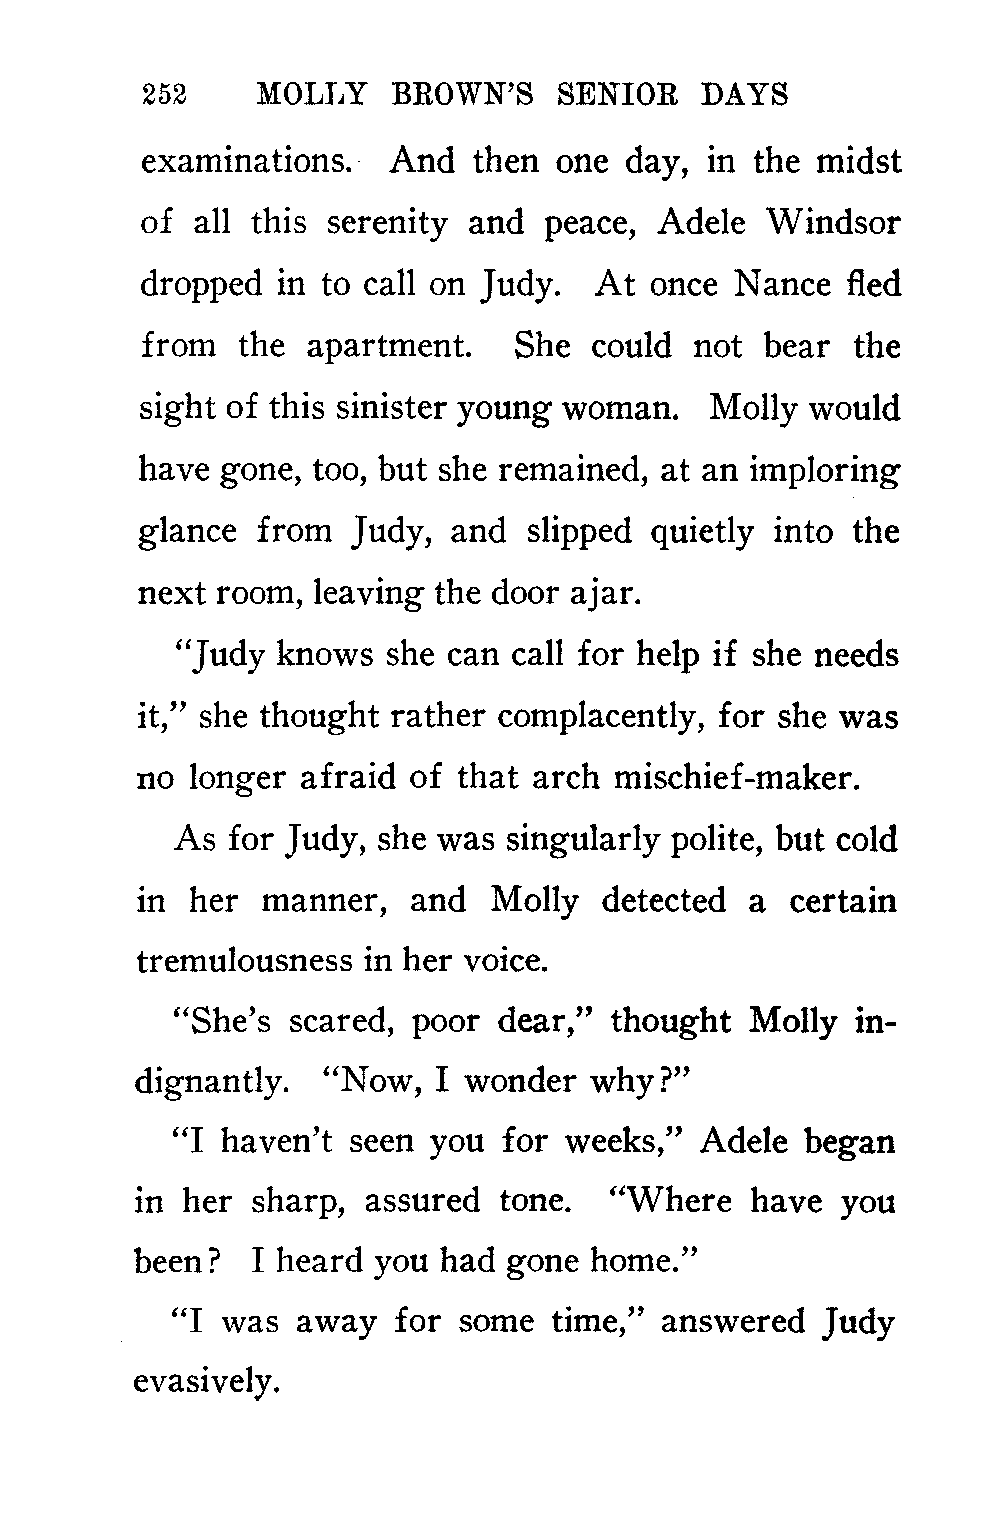 252 MOLLY BROWN'S SENIOR DAYS
examinations. And then one day, in the midst
of all this serenity and peace, Adele Windsor
dropped in to call on Judy. At once Nance fled
from the apartment. She could not bear the
sight of this sinister young woman. Molly would
have gone, too, but she remained, at an imploring
glance from Judy, and slipped quietly into the
next room, leaving the door ajar.
"Judy knows she can call for help if she needs
it," she thought rather complacently, for she was
no longer afraid of that arch mischief-maker.
As for Judy, she was singularly polite, but cold
in her manner, and Molly detected a certain
tremulousness in her voice.
"She's scared, poor dear," thought Molly in-
dignantly. "Now, I wonder why?"
"I haven't seen you for weeks," Adele began
in her sharp, assured tone. "Where have you
been? I heard you had gone home."
"I was away for some time," answered Judy
evasively.